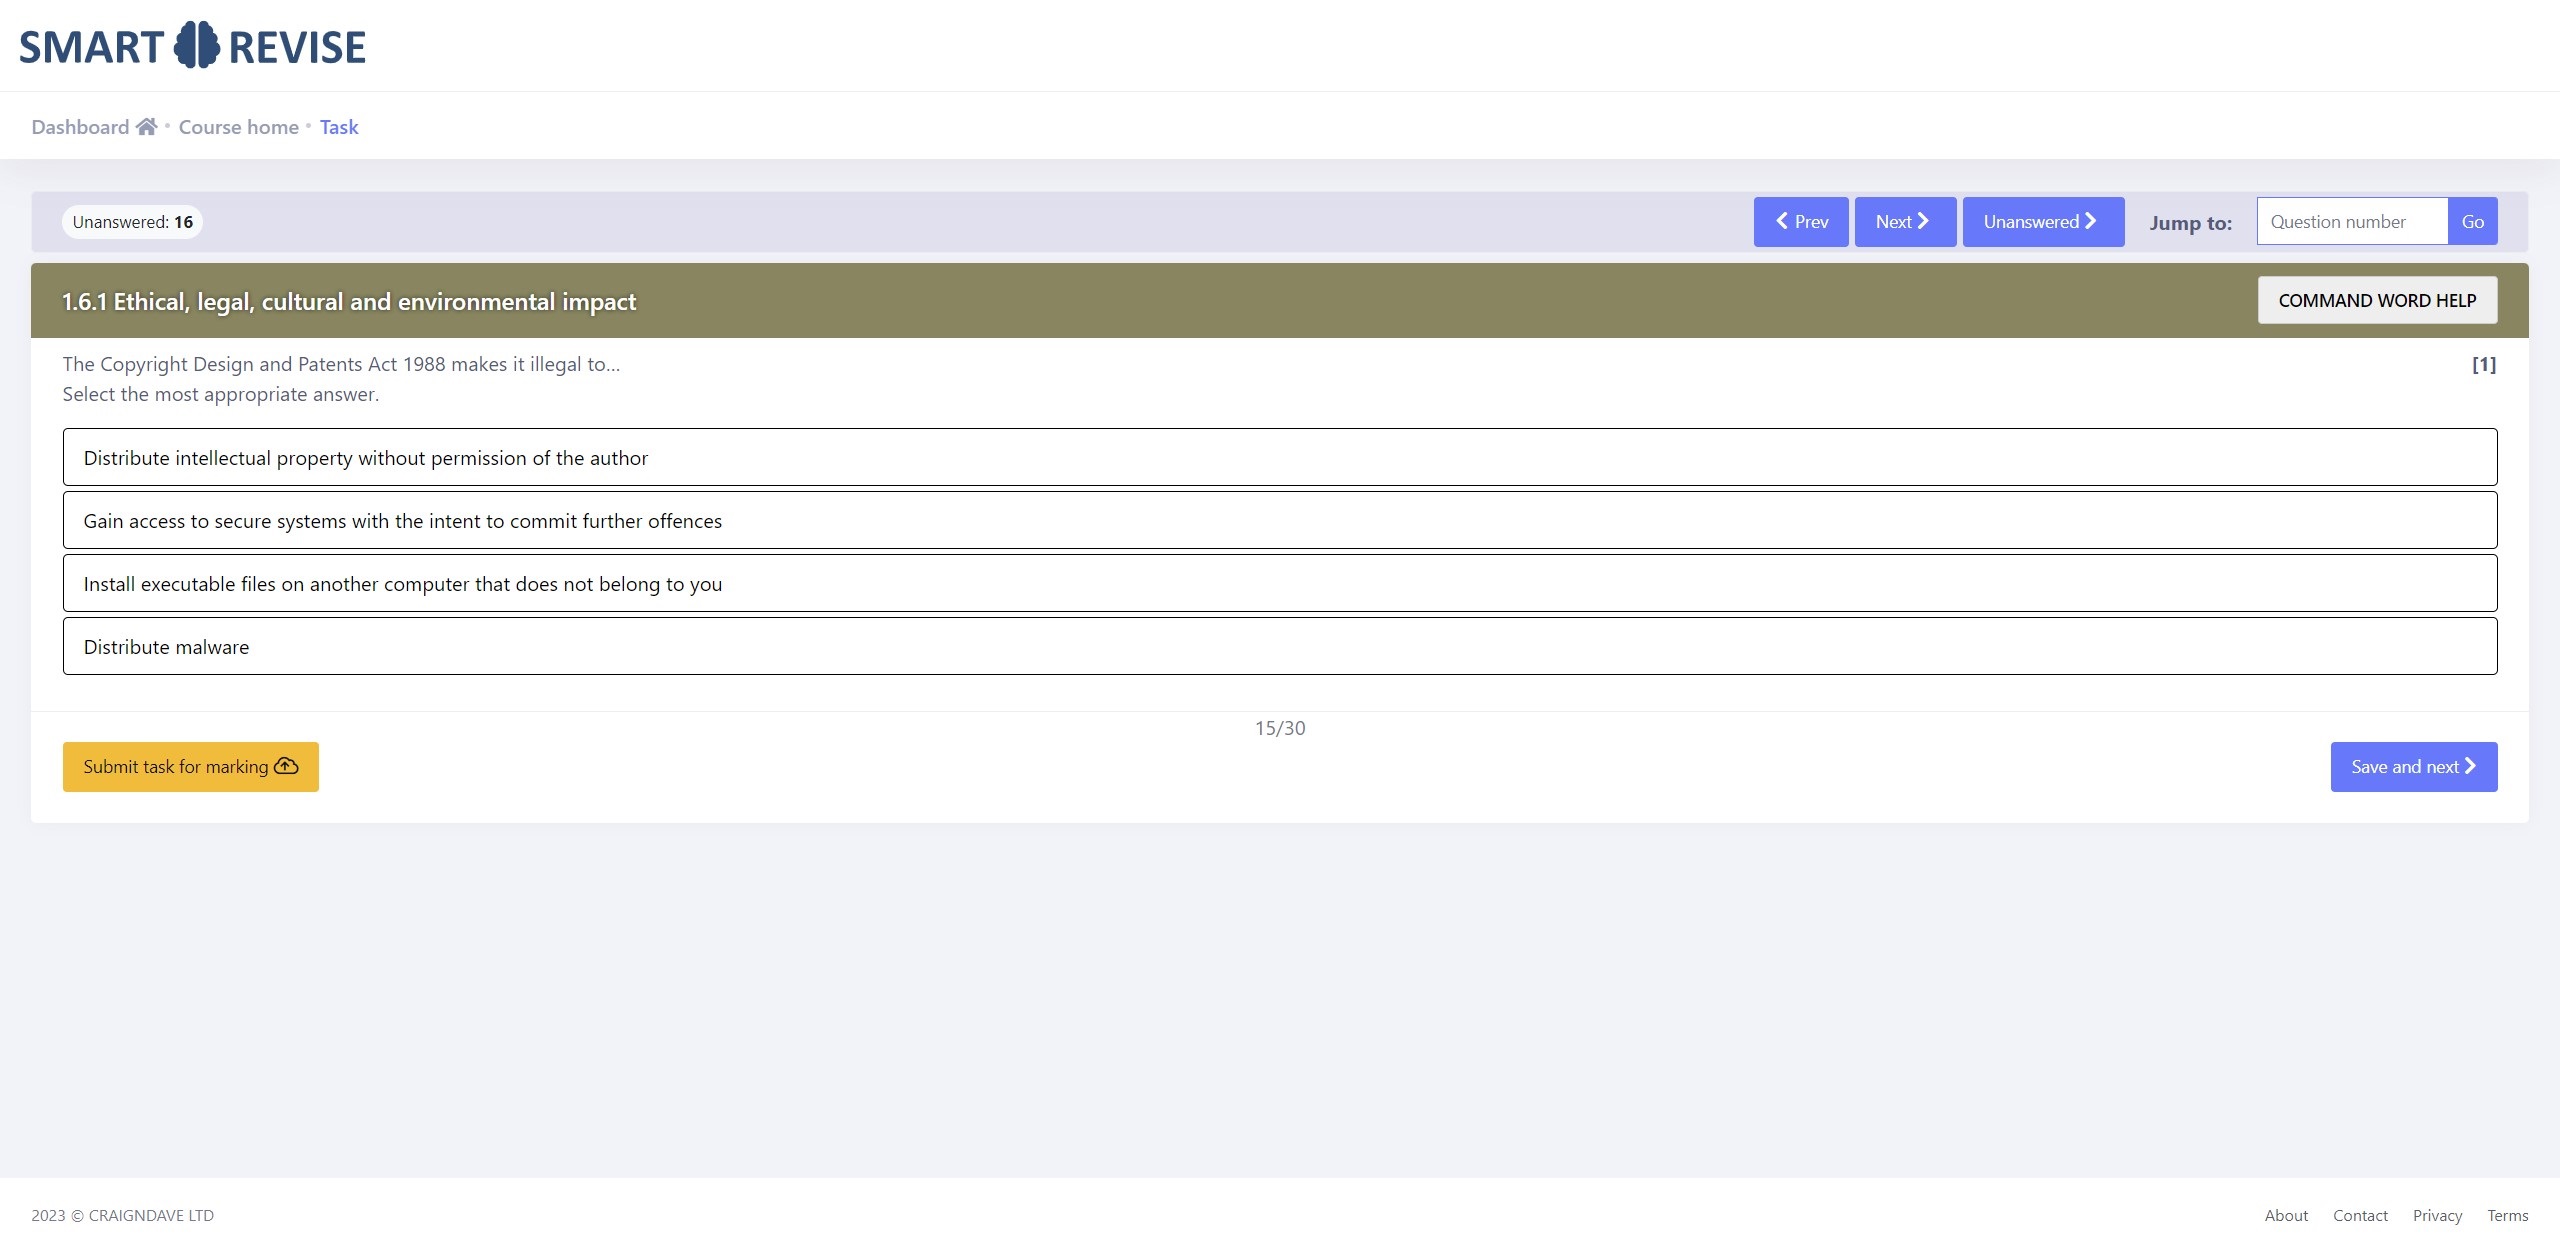 SMART REVISE
Dashboard • Course home • Task
Unanswered: 16
Prev Next Unanswered Jump to: Question number Go
1.6.1 Ethical, legal, cultural and environmental impact
COMMAND WORD HELP
The Copyright Design and Patents Act 1988 makes it illegal to...
[1]
Select the most appropriate answer.
Distribute intellectual property without permission of the author
Gain access to secure systems with the intent to commit further offences
Install executable files on another computer that does not belong to you
Distribute malware
15/30
Submit task for marking
Save and next
2023 © CRAIGNDAVE LTD
About Contact Privacy Terms